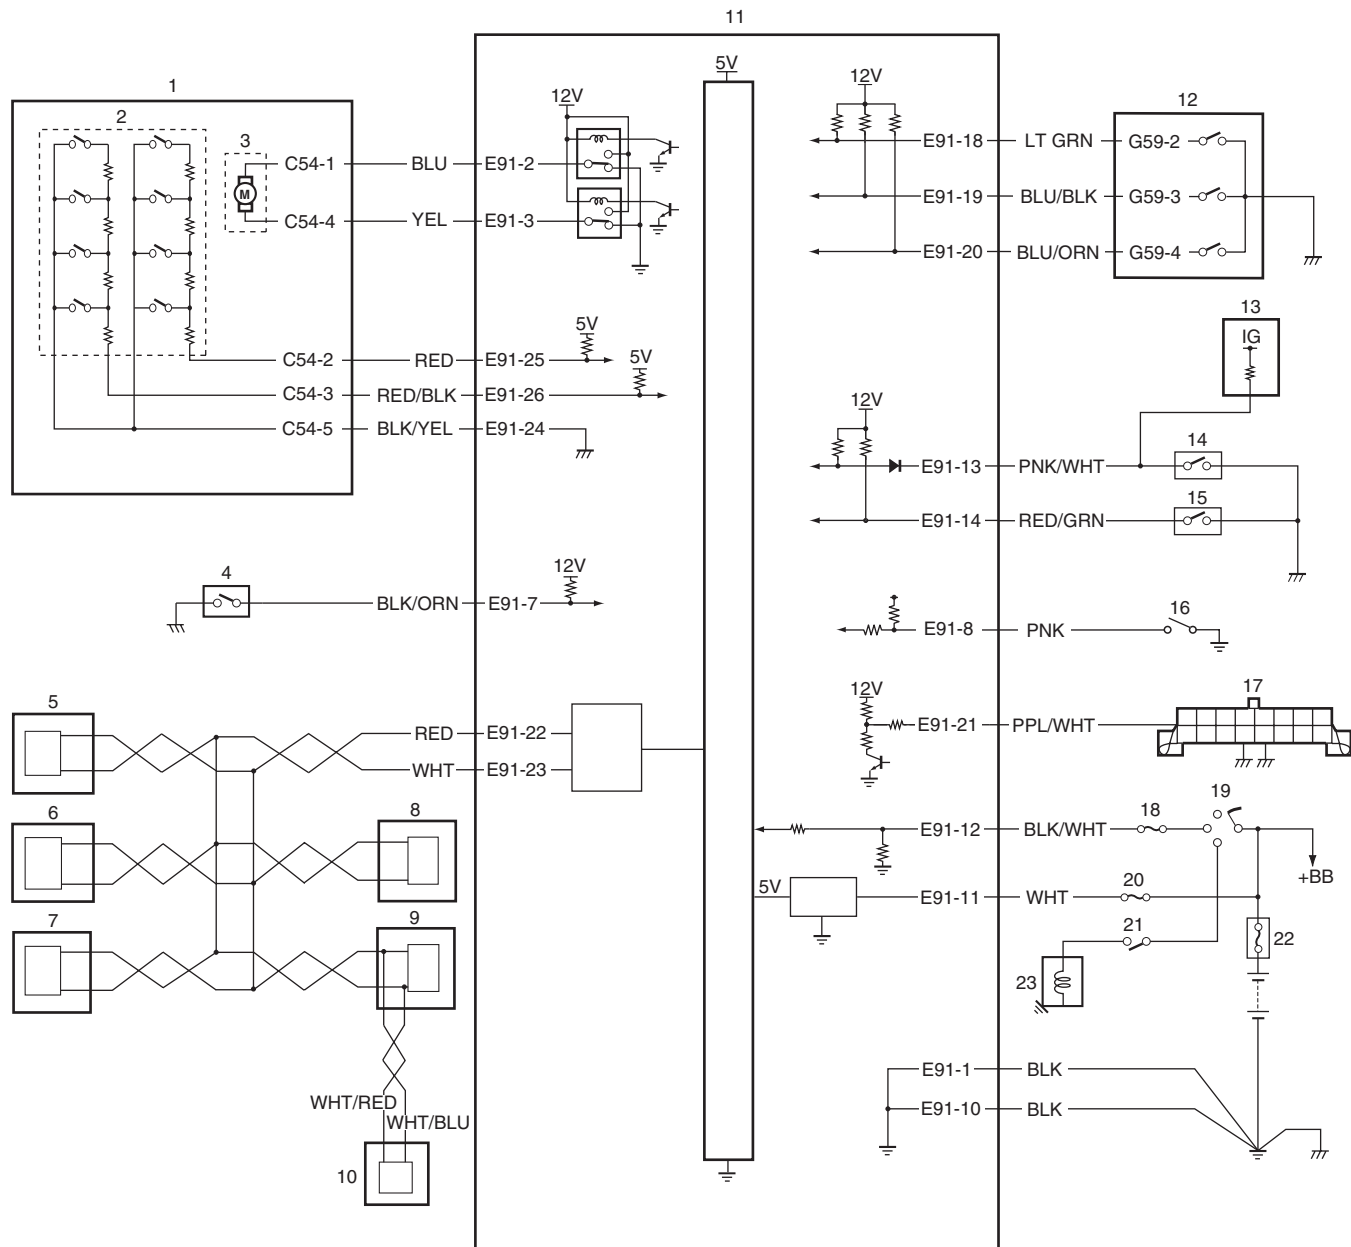 11
1
2
3
M
C54-1 BLU E91-2
C54-4 YEL E91-3
12V
C54-2 RED E91-25
5V
C54-3 RED/BLK E91-26
5V
C54-5 BLK/YEL E91-24
4
BLK/ORN E91-7
12V
5
RED E91-22
WHT E91-23
6
8
7
9
WHT/RED
WHT/BLU
10
5V
12V
12
E91-18 LT GRN G59-2
E91-19 BLU/BLK G59-3
E91-20 BLU/ORN G59-4
13
IG
12V
14
E91-13 PNK/WHT
15
E91-14 RED/GRN
16
E91-8 PNK
17
12V
E91-21 PPL/WHT
18
19
E91-12 BLK/WHT
+BB
5V
20
E91-11 WHT
21
22
23
E91-1 BLK
E91-10 BLK